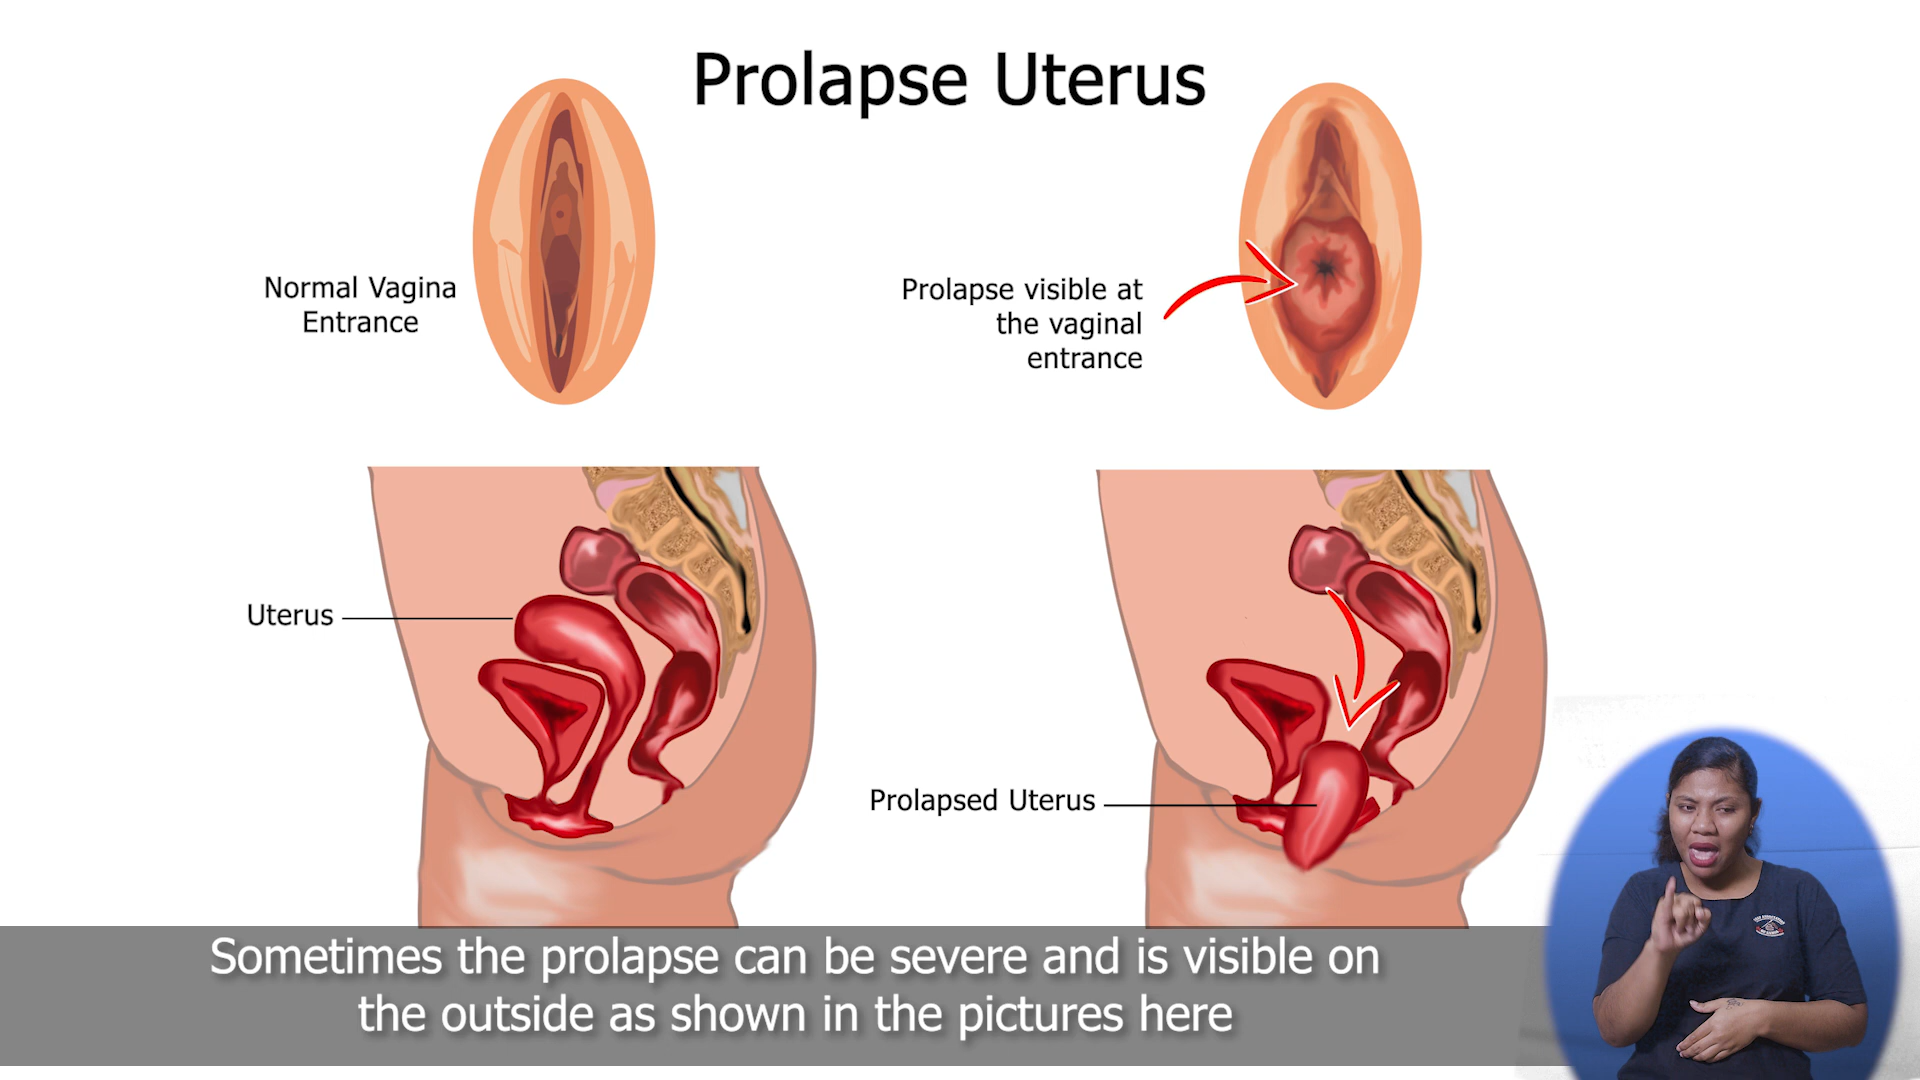 Prolapse Uterus
Normal Vagina
Entrance
Prolapse visible at
the vaginal
entrance
Uterus
Prolapsed Uterus
Sometimes the prolapse can be severe and is visible on
the outside as shown in the pictures here